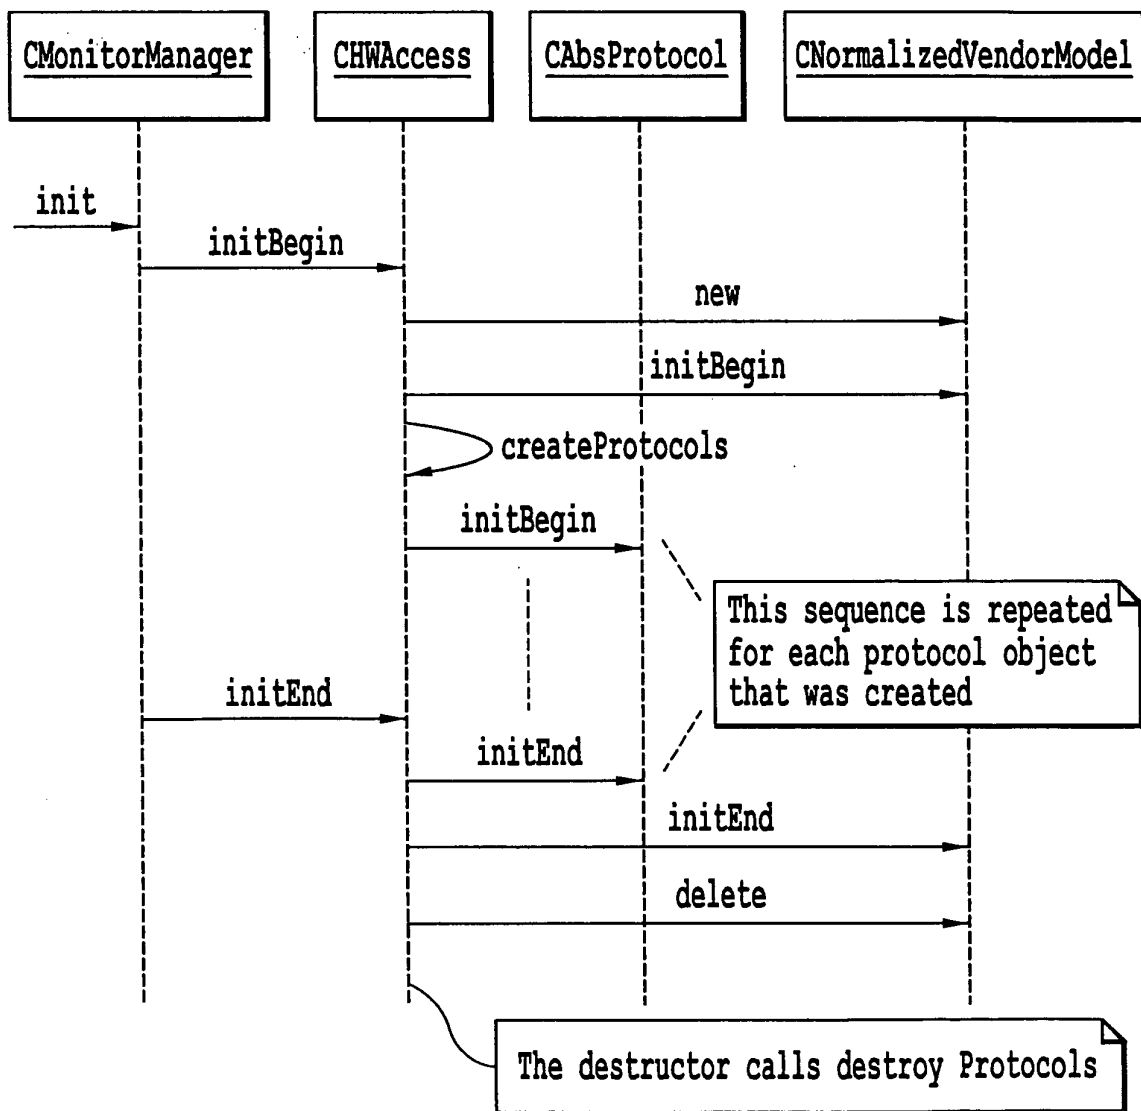 CMonitorManager
CHWAccess
CAbsProtocol
CNormalizedVendorModel
init
initBegin
new
initBegin
createProtocols
initBegin
This sequence is repeated
for each protocol object
that was created
initEnd
initEnd
initEnd
delete
The destructor calls destroy Protocols